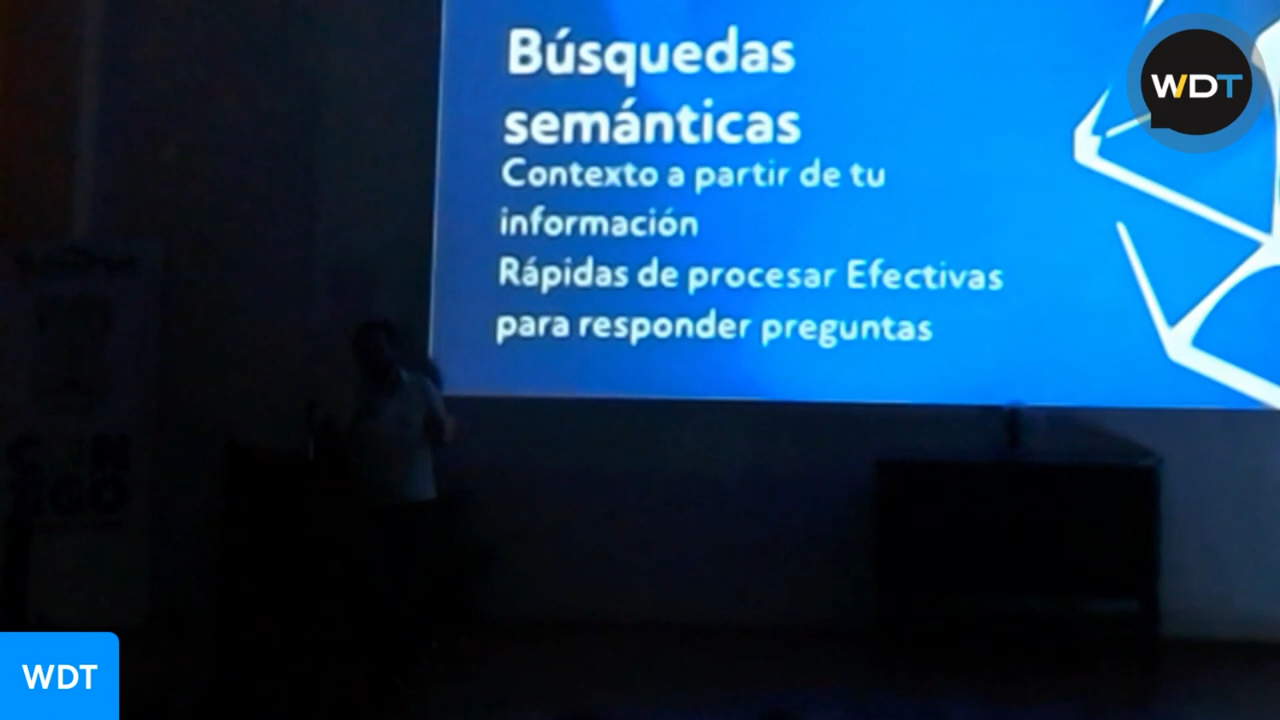 Búsquedas
semánticas
Contexto a partir de tu
información
Rápidas de procesar Efectivas
para responder preguntas
WDT
WDT